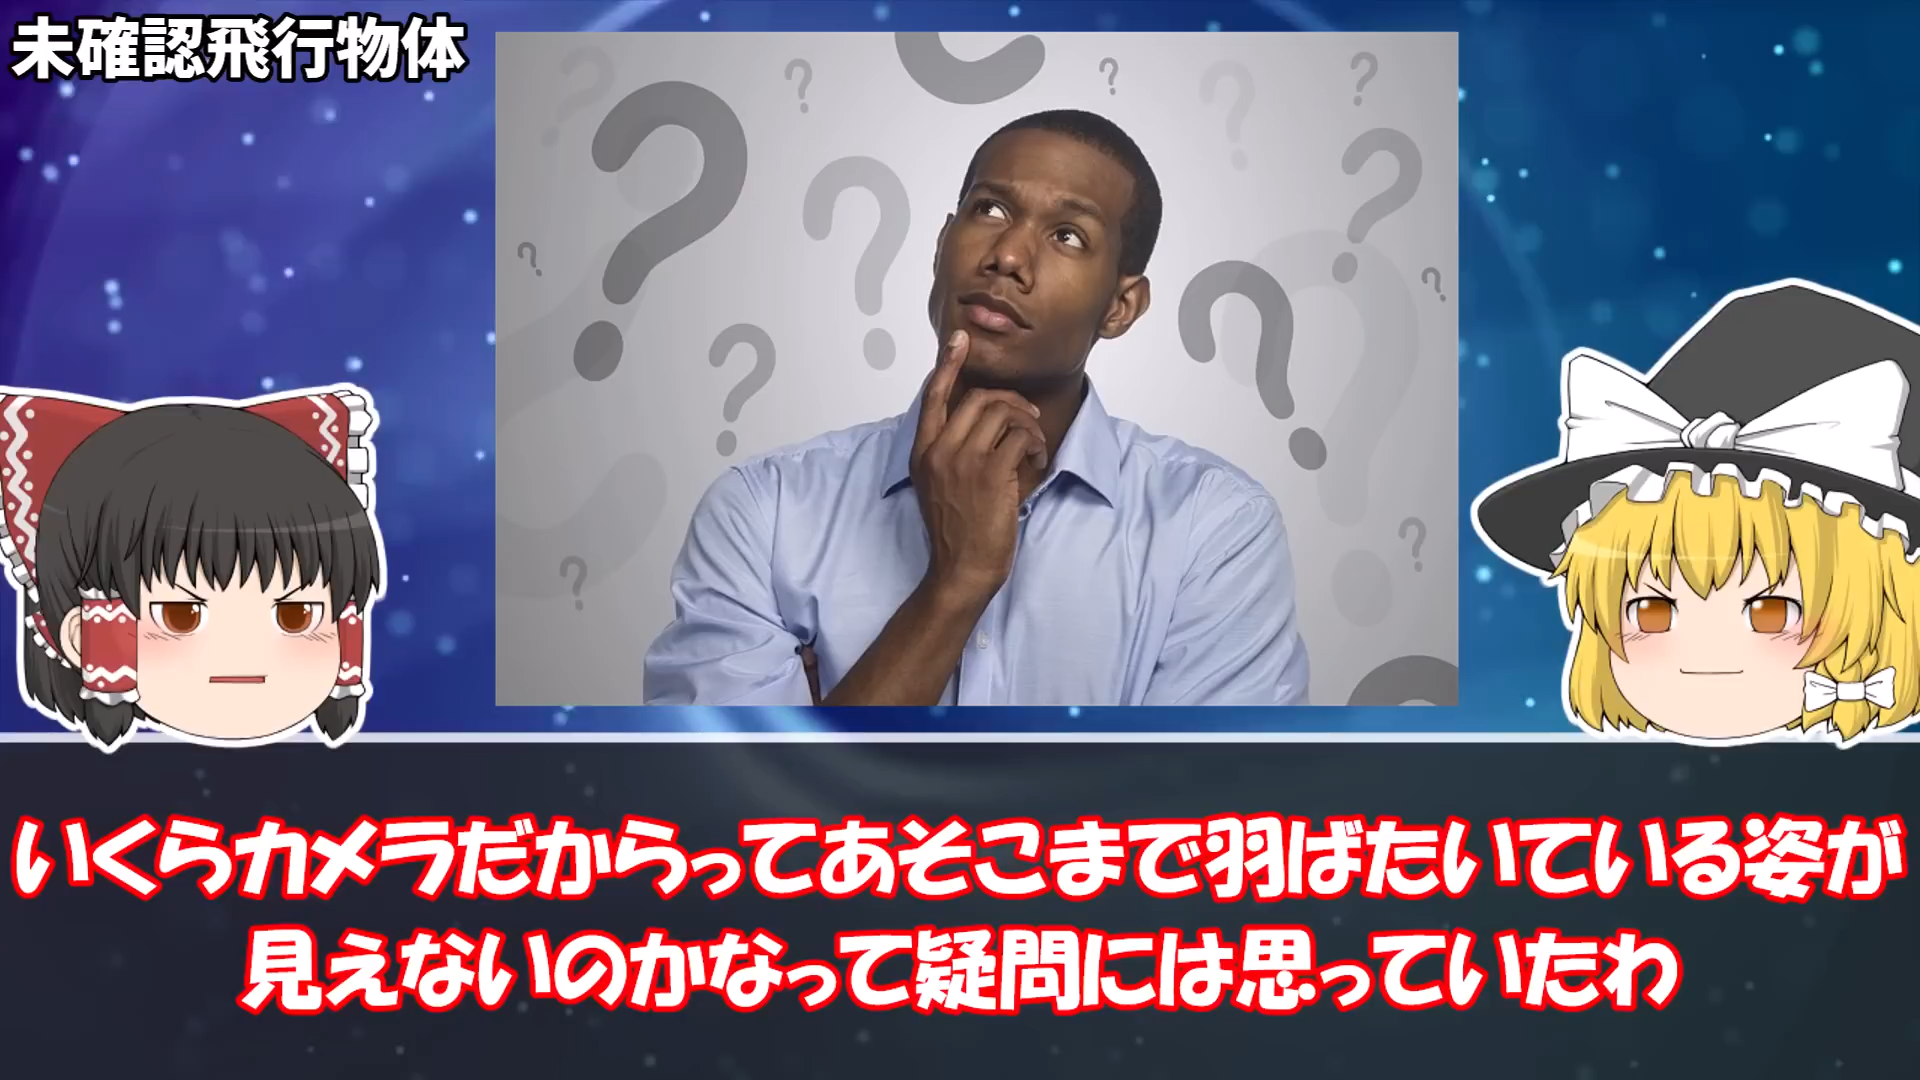 未確認飛行物体
いくらカメラだからってあそこまで羽ばたいている姿が
見えないのかなって疑問には思っていたわ